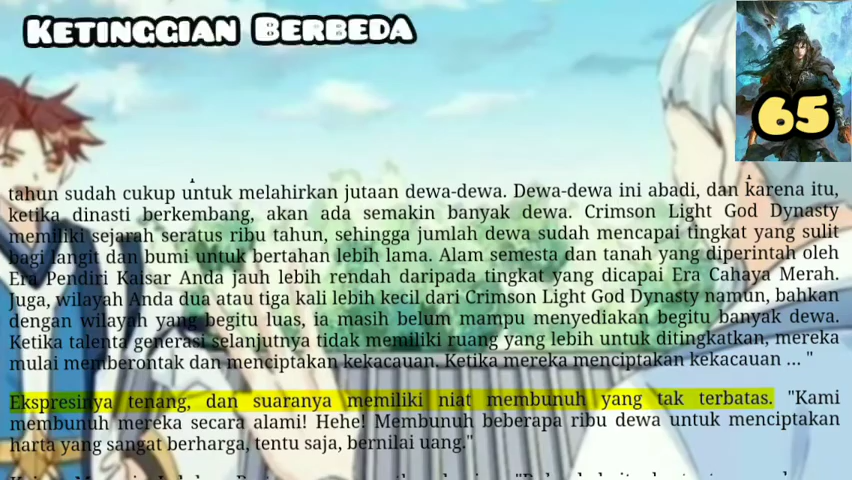 KETINGGIAN BERBEDA
65
tahun sudah cukup untuk melahirkan jutaan dewa-dewa. Dewa-dewa ini abadi, dan karena itu,
ketika dinasti berkembang, akan ada semakin banyak dewa. Crimson Light God Dynasty
memiliki sejarah seratus ribu tahun, sehingga jumlah dewa sudah mencapai tingkat yang sulit
bagi langit dan bumi untuk bertahan lebih lama. Alam semesta dan tanah yang diperintah oleh
Era Pendiri Kaisar Anda jauh lebih rendah daripada tingkat yang dicapai Era Cahaya Merah.
Juga, wilayah Anda dua atau tiga kali lebih kecil dari Crimson Light God Dynasty namun, bahkan
dengan wilayah yang begitu luas, ia masih belum mampu menyediakan begitu banyak dewa.
Ketika talenta generasi selanjutnya tidak memiliki ruang yang lebih untuk ditingkatkan, mereka
mulai memberontak dan menciptakan kekacauan. Ketika mereka menciptakan kekacauan ... "
Ekspresinya tenang, dan suaranya memiliki niat membunuh yang tak terbatas. "Kami
membunuh mereka secara alami! Hehe! Membunuh beberapa ribu dewa untuk menciptakan
harta yang sangat berharga, tentu saja, bernilai uang."